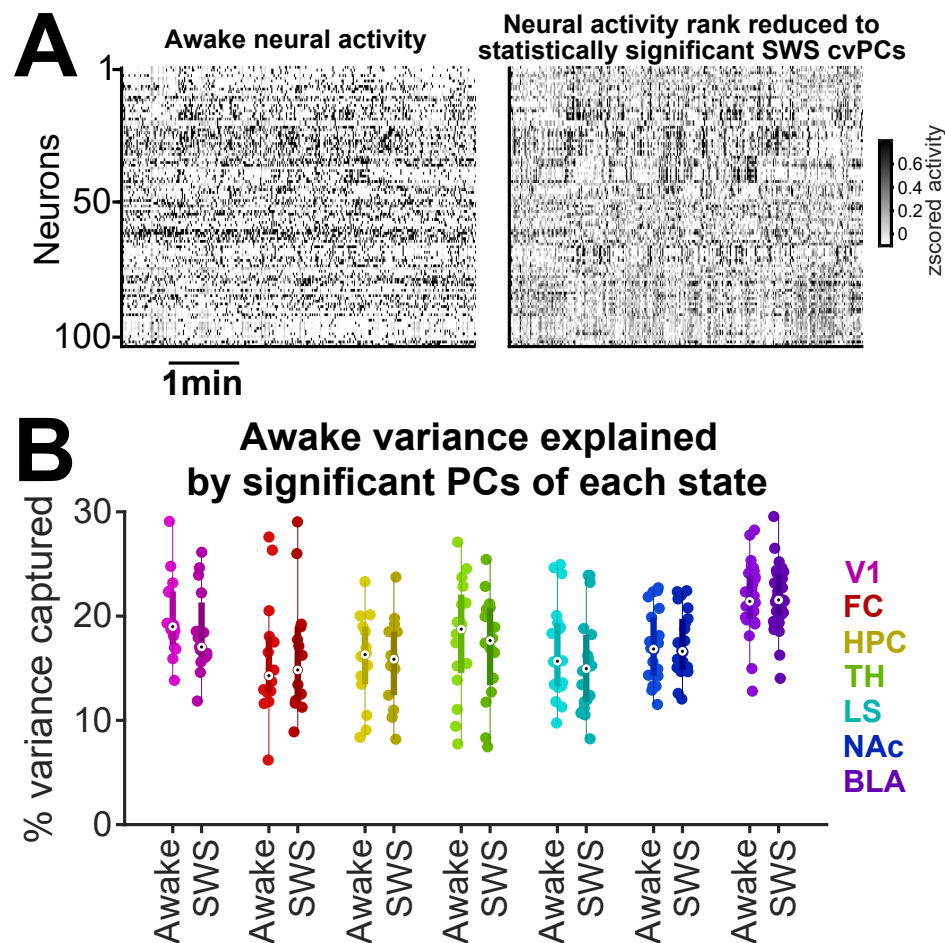 A
Awake neural activity
Neural activity rank reduced to
statistically significant SWS cvPCs
Neurons
1
50
100
1min
0.6
0.4
0.2
0
zscored activity
B
Awake variance explained
by significant PCs of each state
% variance captured
30
20
10
0
Awake
SWS
Awake
SWS
Awake
SWS
Awake
SWS
Awake
SWS
Awake
SWS
Awake
SWS
V1
FC
HPC
TH
LS
NAc
BLA